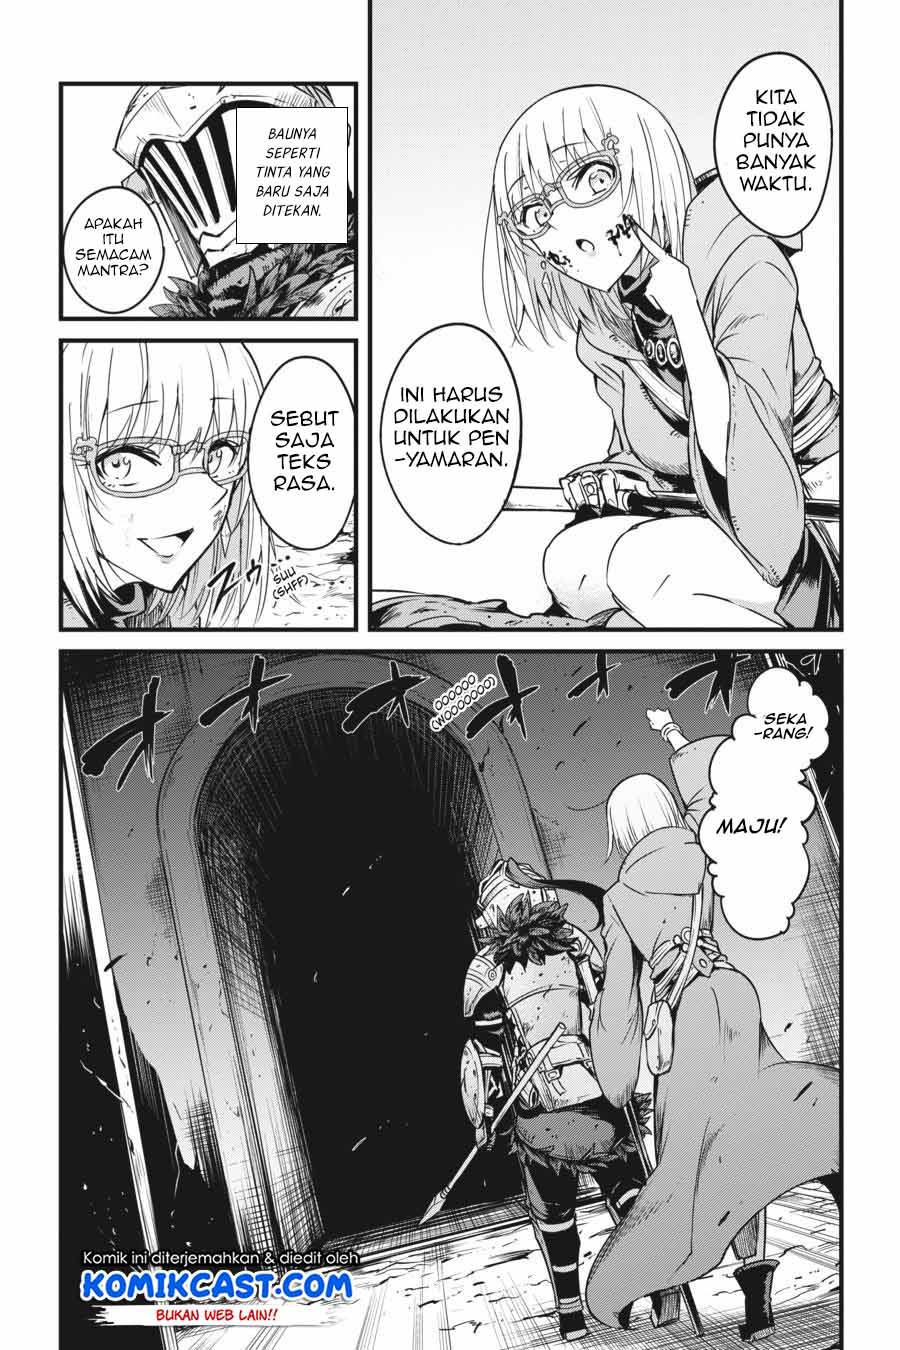 KITA
TIDAK
PUNYA
BANYAK
WAKTU.
INI HARUS
DILAKUKAN
UNTUK PEN
-YAMARAN.
BAUNYA
SEPERTI
TINTA YANG
BARU SAJA
DITEKAN.
APAKAH
ITU
SEMACAM
MANTRA?
SEBUT
SAJA
TEKS
RASA.
SUU
(SHFF)
OOOOOO
(WOOOOOOO)
SEKA
-RANG!
MAJU!
Komik ini diterjemahkan & diedit oleh
KOMIKCAST.COM
BUKAN WEB LAIN!!